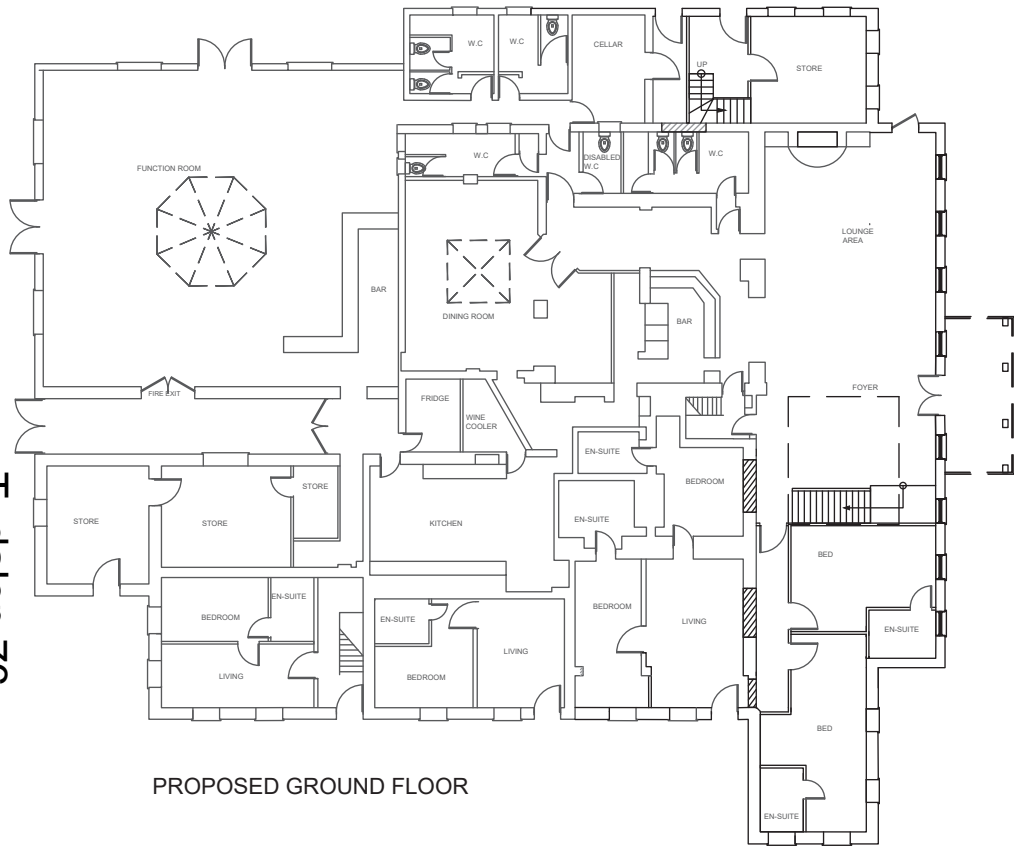 W.C
W.C
CELLAR
UP
STORE
FUNCTION ROOM
W.C
DISABLED
W.C
W.C
LOUNGE
AREA
BAR
DINING ROOM
BAR
FIRE EXIT
FOYER
FRIDGE
WINE
COOLER
EN-SUITE
BEDROOM
STORE
STORE
STORE
KITCHEN
EN-SUITE
BED
BEDROOM
EN-SUITE
EN-SUITE
BEDROOM
LIVING
EN-SUITE
LIVING
LIVING
BEDROOM
BED
EN-SUITE
PROPOSED GROUND FLOOR